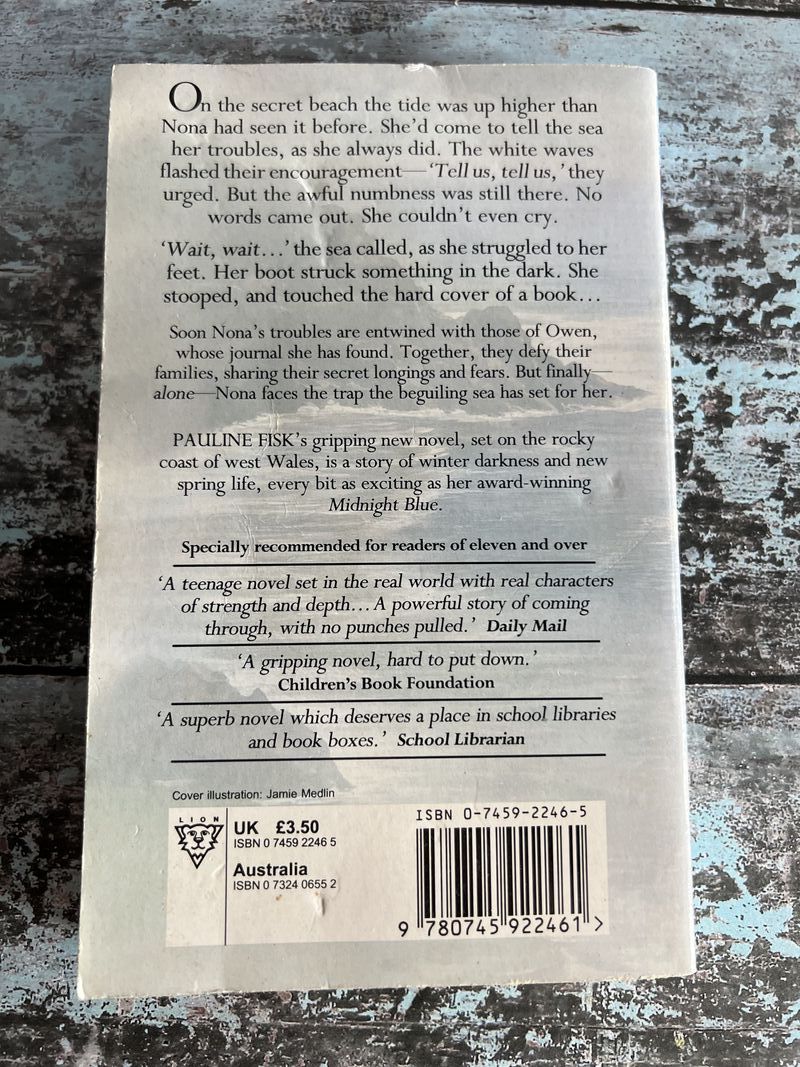 On the secret beach the tide was up higher than
Nona had seen it before. She'd come to tell the sea
her troubles, as she always did. The white waves
flashed their encouragement—'Tell us, tell us,' they
urged. But the awful numbness was still there. No
words came out. She couldn't even cry.
'Wait, wait...' the sea called, as she struggled to her
feet. Her boot struck something in the dark. She
stooped, and touched the hard cover of a book...
Soon Nona's troubles are entwined with those of Owen,
whose journal she has found. Together, they defy their
families, sharing their secret longings and fears. But finally—
alone—Nona faces the trap the beguiling sea has set for her.
PAULINE FISK's gripping new novel, set on the rocky
coast of west Wales, is a story of winter darkness and new
spring life, every bit as exciting as her award-winning
Midnight Blue.
Specially recommended for readers of eleven and over
'A teenage novel set in the real world with real characters
of strength and depth... A powerful story of coming
through, with no punches pulled.' Daily Mail
'A gripping novel, hard to put down.'
Children's Book Foundation
'A superb novel which deserves a place in school libraries
and book boxes.' School Librarian
Cover illustration: Jamie Medlin
LION
UK £3.50
ISBN 0 7459 2246 5
Australia
ISBN 0 7324 0655 2
ISBN 0-7459-2246-5
9 780745 922461 >